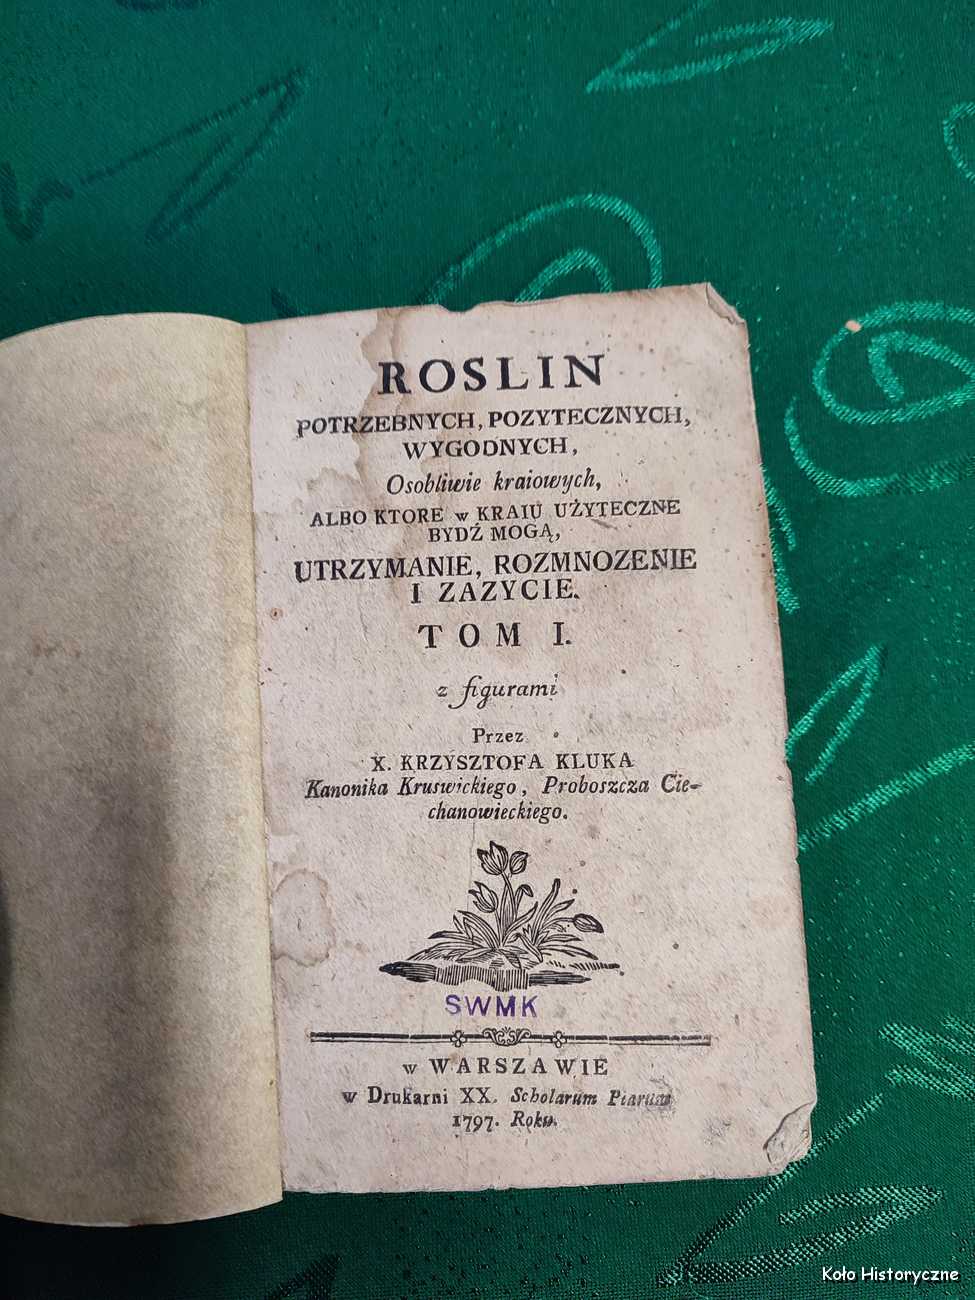 ROSLIN
POTRZEBNYCH, POZYTECZNYCH,
WYGODNYCH,
Osobliwie kraiowych,
ALBO KTORE w KRAIU UŻYTECZNE
BYDŹ MOGĄ,
UTRZYMANIE, ROZMNOZENIE
I ZAZYCIE.
TOM I.
z figurami
Przez
X. KRZYSZTOFA KLUKA
Kanonika Kruswickiego, Proboszcza Cie-
chanowieckiego.
SWMK
w WARSZAWIE
w Drukarni XX. Scholarum Piarum
1797. Roku.
Koło Historyczne